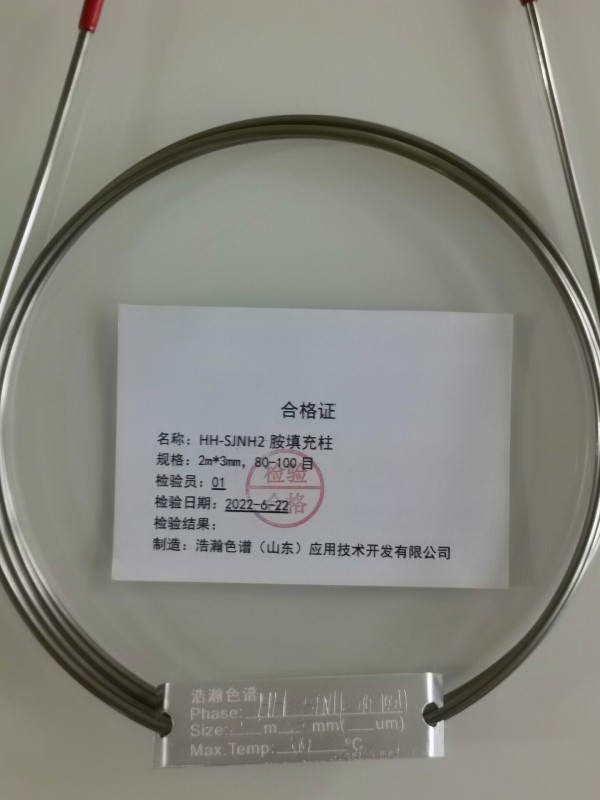 合格证
名称：HH-SJNH2 胺填充柱
规格：2m*3mm，80-100 目
检验员：01
检验日期：2022-6-22
检验结果：
制造：浩瀚色谱（山东）应用技术开发有限公司
检验
合格
浩瀚色谱
Phase:
Size: m mm( um)
Max.Temp: °C